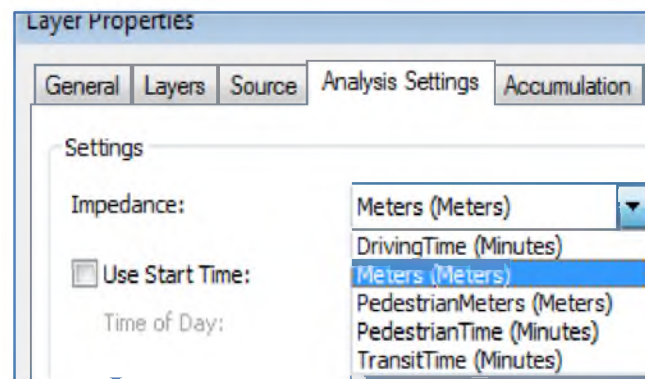 Layer Properties
General Layers Source Analysis Settings Accumulation
Settings
Impedance: Meters (Meters)
DrivingTime (Minutes)
Use Start Time: Meters (Meters)
PedestrianMeters (Meters)
Time of Day: PedestrianTime (Minutes)
TransitTime (Minutes)